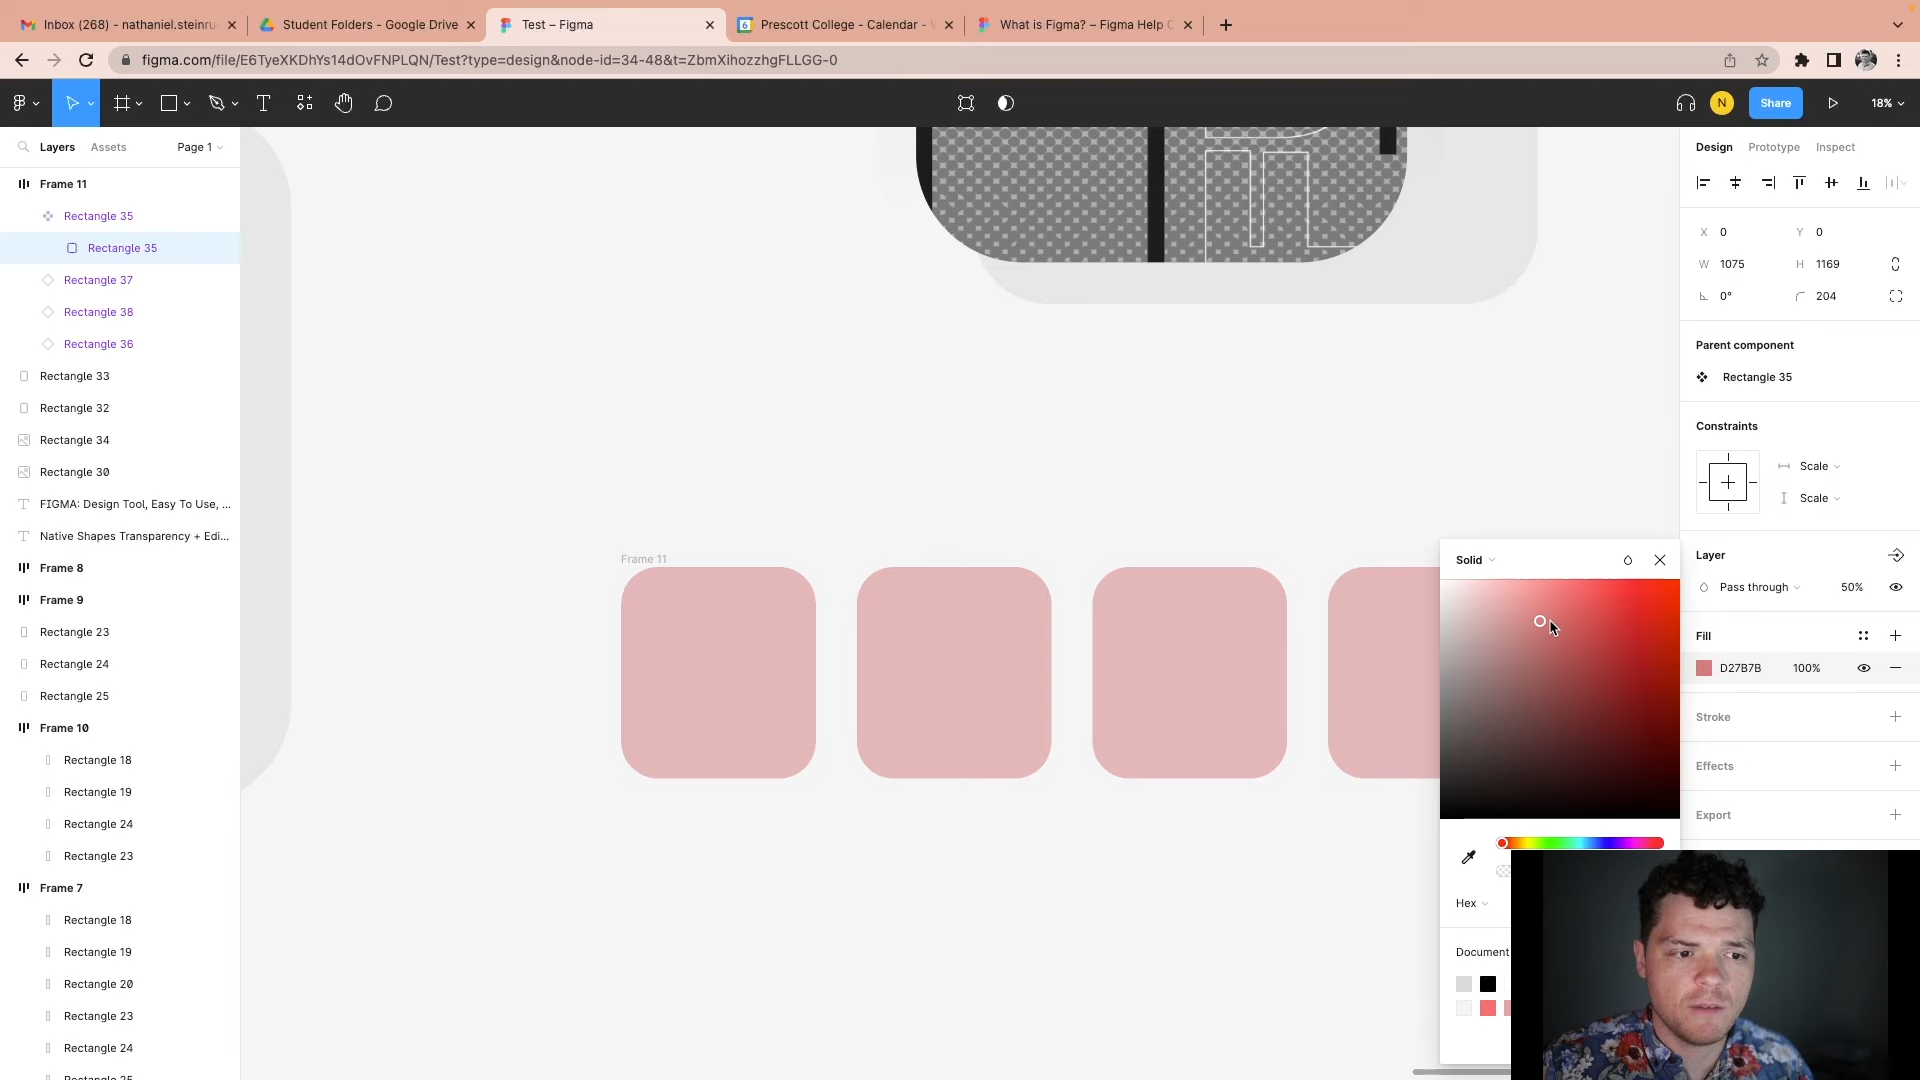 Inbox (268) - nathaniel.steinru
Student Folders - Google Drive
Test – Figma
Prescott College - Calendar -
What is Figma? – Figma Help C
figma.com/file/E6TyeXKDhYs14dOvFNPLQN/Test?type=design&node-id=34-48&t=ZbmXihozzhgFLLGG-0
N
Share
18%
Layers
Assets
Page 1
Frame 11
Rectangle 35
Rectangle 35
Rectangle 37
Rectangle 38
Rectangle 36
Rectangle 33
Rectangle 32
Rectangle 34
Rectangle 30
FIGMA: Design Tool, Easy To Use, ...
Native Shapes Transparency + Edi...
Frame 8
Frame 9
Rectangle 23
Rectangle 24
Rectangle 25
Frame 10
Rectangle 18
Rectangle 19
Rectangle 24
Rectangle 23
Frame 7
Rectangle 18
Rectangle 19
Rectangle 20
Rectangle 23
Rectangle 24
Rectangle 25
Frame 11
Solid
Hex
Document
Design
Prototype
Inspect
X 0
Y 0
W 1075
H 1169
0°
204
Parent component
Rectangle 35
Constraints
Scale
Scale
Layer
Pass through
50%
Fill
D27B7B
100%
Stroke
Effects
Export